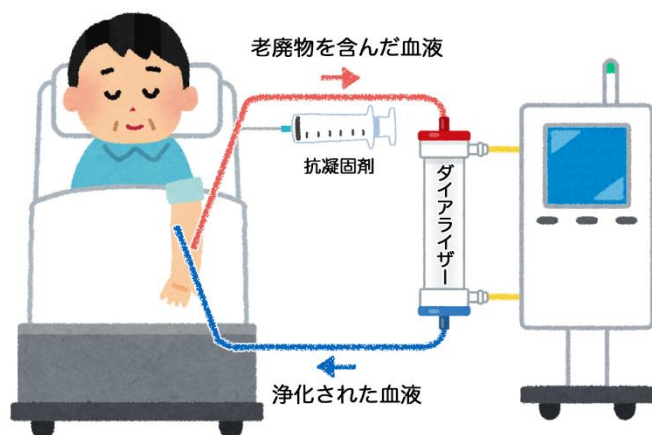 老廃物を含んだ血液
抗凝固剤
ダイアライザー
浄化された血液